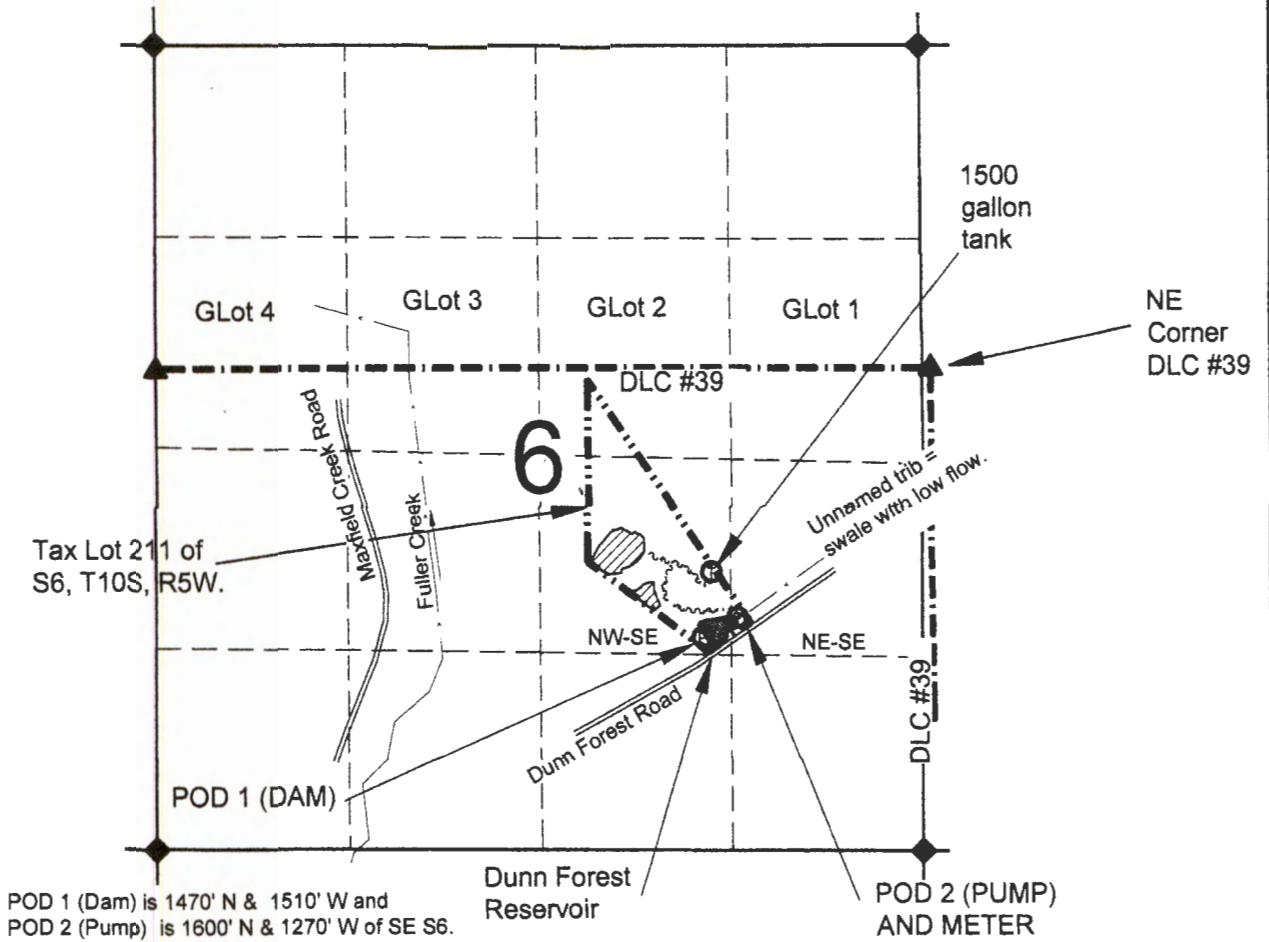 1500
gallon
tank
GLot 4
GLot 3
GLot 2
GLot 1
NE
Corner
DLC #39
DLC #39
6
Maxfield Creek Road
Fuller Creek
Unnamed trib =
swale with low flow.
Tax Lot 211 of
S6, T10S, R5W.
NW-SE
NE-SE
DLC #39
Dunn Forest Road
POD 1 (DAM)
Dunn Forest
Reservoir
POD 2 (PUMP)
AND METER
POD 1 (Dam) is 1470' N & 1510' W and
POD 2 (Pump) is 1600' N & 1270' W of SE S6.